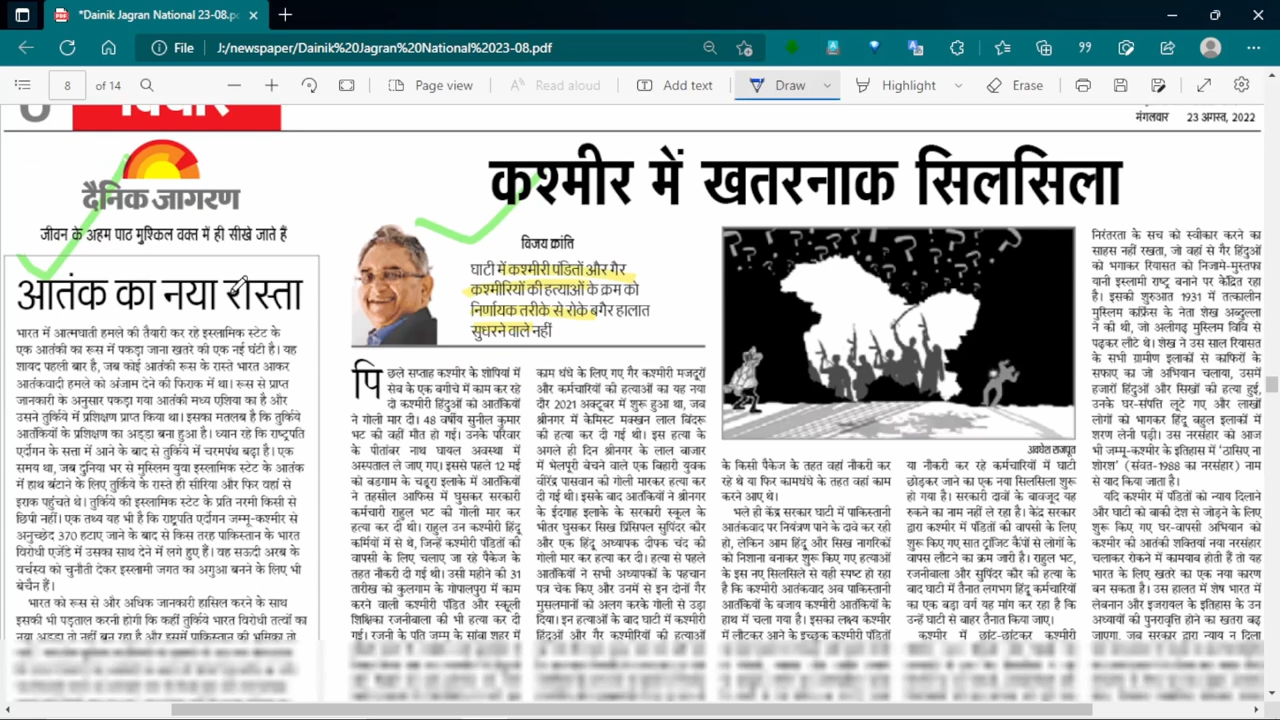 *Dainik Jagran National 23-08.pd
File
J:/newspaper/Dainik%20Jagran%20National%2023-08.pdf
8 of 14
Page view
Read aloud
Add text
Draw
Highlight
Erase
विचार
मंगलवार 23 अगस्त, 2022
दैनिक जागरण
जीवन के अहम पाठ मुश्किल वक्त में ही सीखे जाते हैं
आतंक का नया रास्ता
भारत में आत्मघाती हमले की तैयारी कर रहे इस्लामिक स्टेट के
एक आतंकी का रूस में पकड़ा जाना खतरे की एक नई घंटी है। यह
शायद पहली बार है, जब कोई आतंकी रूस के रास्ते भारत आकर
आतंकवादी हमले को अंजाम देने की फिराक में था। रूस से प्राप्त
जानकारी के अनुसार पकड़ा गया आतंकी मध्य एशिया का है और
उसने तुर्किये में प्रशिक्षण प्राप्त किया था। इसका मतलब है कि तुर्किये
आतंकियों के प्रशिक्षण का अड्डा बना हुआ है। ध्यान रहे कि राष्ट्रपति
एर्दोगन के सत्ता में आने के बाद से तुर्किये में चरमपंथ बढ़ा है। एक
समय था, जब दुनिया भर से मुस्लिम युवा इस्लामिक स्टेट के आतंक
में हाथ बंटाने के लिए तुर्किये के रास्ते ही सीरिया और फिर वहां से
इराक पहुंचते थे। तुर्किये की इस्लामिक स्टेट के प्रति नरमी किसी से
छिपी नहीं। एक तथ्य यह भी है कि राष्ट्रपति एर्दोगन जम्मू-कश्मीर से
अनुच्छेद 370 हटाए जाने के बाद से किस तरह पाकिस्तान के भारत
विरोधी एजेंडे में उसका साथ देने में लगे हुए हैं। वह सऊदी अरब के
वर्चस्व को चुनौती देकर इस्लामी जगत का अगुआ बनने के लिए भी
बेचैन हैं।
भारत को रूस से और अधिक जानकारी हासिल करने के साथ
इसकी भी पड़ताल करनी होगी कि कहीं तुर्किये भारत विरोधी तत्वों का
नया अड्डा तो नहीं बन रहा है और इसमें पाकिस्तान की भूमिका तो
कश्मीर में खतरनाक सिलसिला
विजय क्रांति
घाटी में कश्मीरी पंडितों और गैर
कश्मीरियों की हत्याओं के क्रम को
निर्णायक तरीके से रोके बगैर हालात
सुधरने वाले नहीं
पिछले सप्ताह कश्मीर के शोपियां में
सेब के एक बगीचे में काम कर रहे
दो कश्मीरी हिंदुओं को आतंकियों
ने गोली मार दी। 48 वर्षीय सुनील कुमार
भट की वहीं मौत हो गई। उनके परिवार
के पीतांबर नाथ घायल अवस्था में
अस्पताल ले जाए गए। इससे पहले 12 मई
को बडगाम के चदूरा इलाके में आतंकियों
ने तहसील आफिस में घुसकर सरकारी
कर्मचारी राहुल भट की गोली मार कर
हत्या कर दी थी। राहुल उन कश्मीरी हिंदू
कर्मियों में से थे, जिन्हें कश्मीरी पंडितों की
वापसी के लिए चलाए जा रहे पैकेज के
तहत नौकरी दी गई थी। उसी महीने की 31
तारीख को कुलगाम के गोपालपुरा में काम
करने वाली कश्मीरी पंडित और स्कूली
शिक्षिका रजनीबाला की भी हत्या कर दी
गई। रजनी के पति जम्मू के सांबा शहर में
काम धंधे के लिए गए गैर कश्मीरी मजदूरों
और कर्मचारियों की हत्याओं का यह नया
दौर 2021 अक्टूबर में शुरू हुआ था, जब
श्रीनगर में केमिस्ट मक्खन लाल बिंदरू
की हत्या कर दी गई थी। इस हत्या के
अगले ही दिन श्रीनगर के लाल बाजार
में भेलपूरी बेचने वाले एक बिहारी युवक
वीरेंद्र पासवान की गोली मारकर हत्या कर
दी गई थी। इसके बाद आतंकियों ने श्रीनगर
के ईदगाह इलाके के सरकारी स्कूल के
भीतर घुसकर सिख प्रिंसिपल सुपिंदर कौर
और एक हिंदू अध्यापक दीपक चंद की
गोली मार कर हत्या कर दी। हत्या से पहले
आतंकियों ने सभी अध्यापकों के पहचान
पत्र चेक किए और उनमें से इन दोनों गैर
मुसलमानों को अलग करके गोली से उड़ा
दिया। इन हत्याओं के बाद घाटी में कश्मीरी
हिंदुओं और गैर कश्मीरियों की हत्याओं
अवधेश राजपूत
के किसी पैकेज के तहत वहां नौकरी कर
रहे थे या फिर कामधंधे के तहत वहां काम
करने आए थे।
भले ही केंद्र सरकार घाटी में पाकिस्तानी
आतंकवाद पर नियंत्रण पाने के दावे कर रही
हो, लेकिन आम हिंदू और सिख नागरिकों
को निशाना बनाकर शुरू किए गए हत्याओं
के इस नए सिलसिले से यही स्पष्ट हो रहा
है कि कश्मीरी आतंकवाद अब पाकिस्तानी
आतंकियों के बजाय कश्मीरी आतंकियों के
हाथ में चला गया है। इसका लक्ष्य कश्मीर
में लौटकर आने के इच्छुक कश्मीरी पंडितों
या नौकरी कर रहे कर्मचारियों में घाटी
छोड़कर जाने का एक नया सिलसिला शुरू
हो गया है। सरकारी दावों के बावजूद यह
रुकने का नाम नहीं ले रहा है। केंद्र सरकार
द्वारा कश्मीर में पंडितों की वापसी के लिए
शुरू किए गए सात ट्रांजिट कैंपों से लोगों के
वापस लौटने का क्रम जारी है। राहुल भट,
रजनीबाला और सुपिंदर कौर की हत्या के
बाद घाटी में तैनात लगभग हिंदू कर्मचारियों
का एक बड़ा वर्ग यह मांग कर रहा है कि
उन्हें घाटी से बाहर तैनात किया जाए।
कश्मीर में छांट-छांटकर कश्मीरी
निरंतरता के सच को स्वीकार करने का
साहस नहीं रखता, जो वहां से गैर हिंदुओं
को भगाकर रियासत को निजामे-मुस्तफा
यानी इस्लामी राष्ट्र बनाने पर केंद्रित रहा
है। इसकी शुरुआत 1931 में तत्कालीन
मुस्लिम कांफ्रेंस के नेता शेख अब्दुल्ला
ने की थी, जो अलीगढ़ मुस्लिम विवि से
पढ़कर लौटे थे। शेख ने उस साल रियासत
के सभी ग्रामीण इलाकों से काफिरों के
सफाए का जो अभियान चलाया, उसमें
हजारों हिंदुओं और सिखों की हत्या हुई,
उनके घर-संपत्ति लूटे गए और लाखों
लोगों को भागकर हिंदू बहुल इलाकों में
शरण लेनी पड़ी। उस नरसंहार को आज
भी जम्मू-कश्मीर के इतिहास में 'ठासिए ना
शोरश' (संवत-1988 का नरसंहार) नाम
से याद किया जाता है।
यदि कश्मीर में पंडितों को न्याय दिलाने
और घाटी को बाकी देश से जोड़ने के लिए
शुरू किए गए घर-वापसी अभियान को
कश्मीर की आतंकी शक्तियां नया नरसंहार
चलाकर रोकने में कामयाब होती हैं तो यह
भारत के लिए खतरे का एक नया कारण
बन सकता है। उस हालत में शेष भारत में
लेबनान और इजरायल के इतिहास के उन
अध्यायों की पुनरावृत्ति होने का खतरा बढ़
जाएगा, जब सरकार द्वारा न्याय न दिला